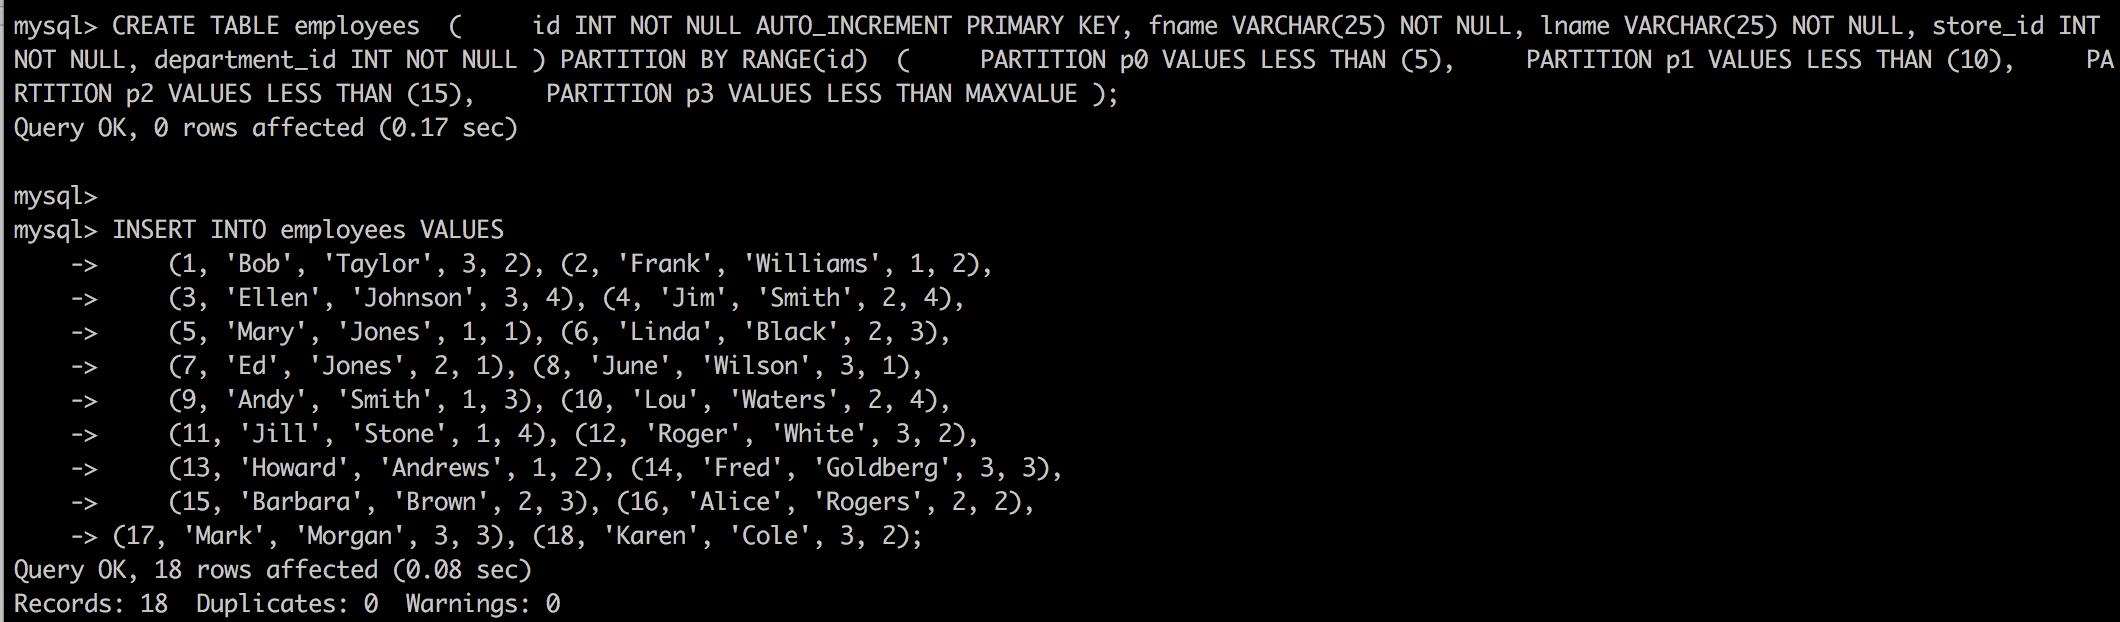 mysql> CREATE TABLE employees  (     id INT NOT NULL AUTO_INCREMENT PRIMARY KEY, fname VARCHAR(25) NOT NULL, lname VARCHAR(25) NOT NULL, store_id INT
NOT NULL, department_id INT NOT NULL ) PARTITION BY RANGE(id)  (     PARTITION p0 VALUES LESS THAN (5),     PARTITION p1 VALUES LESS THAN (10),     PA
RTITION p2 VALUES LESS THAN (15),     PARTITION p3 VALUES LESS THAN MAXVALUE );
Query OK, 0 rows affected (0.17 sec)
mysql>
mysql> INSERT INTO employees VALUES
    ->     (1, 'Bob', 'Taylor', 3, 2), (2, 'Frank', 'Williams', 1, 2),
    ->     (3, 'Ellen', 'Johnson', 3, 4), (4, 'Jim', 'Smith', 2, 4),
    ->     (5, 'Mary', 'Jones', 1, 1), (6, 'Linda', 'Black', 2, 3),
    ->     (7, 'Ed', 'Jones', 2, 1), (8, 'June', 'Wilson', 3, 1),
    ->     (9, 'Andy', 'Smith', 1, 3), (10, 'Lou', 'Waters', 2, 4),
    ->     (11, 'Jill', 'Stone', 1, 4), (12, 'Roger', 'White', 3, 2),
    ->     (13, 'Howard', 'Andrews', 1, 2), (14, 'Fred', 'Goldberg', 3, 3),
    ->     (15, 'Barbara', 'Brown', 2, 3), (16, 'Alice', 'Rogers', 2, 2),
    -> (17, 'Mark', 'Morgan', 3, 3), (18, 'Karen', 'Cole', 3, 2);
Query OK, 18 rows affected (0.08 sec)
Records: 18  Duplicates: 0  Warnings: 0